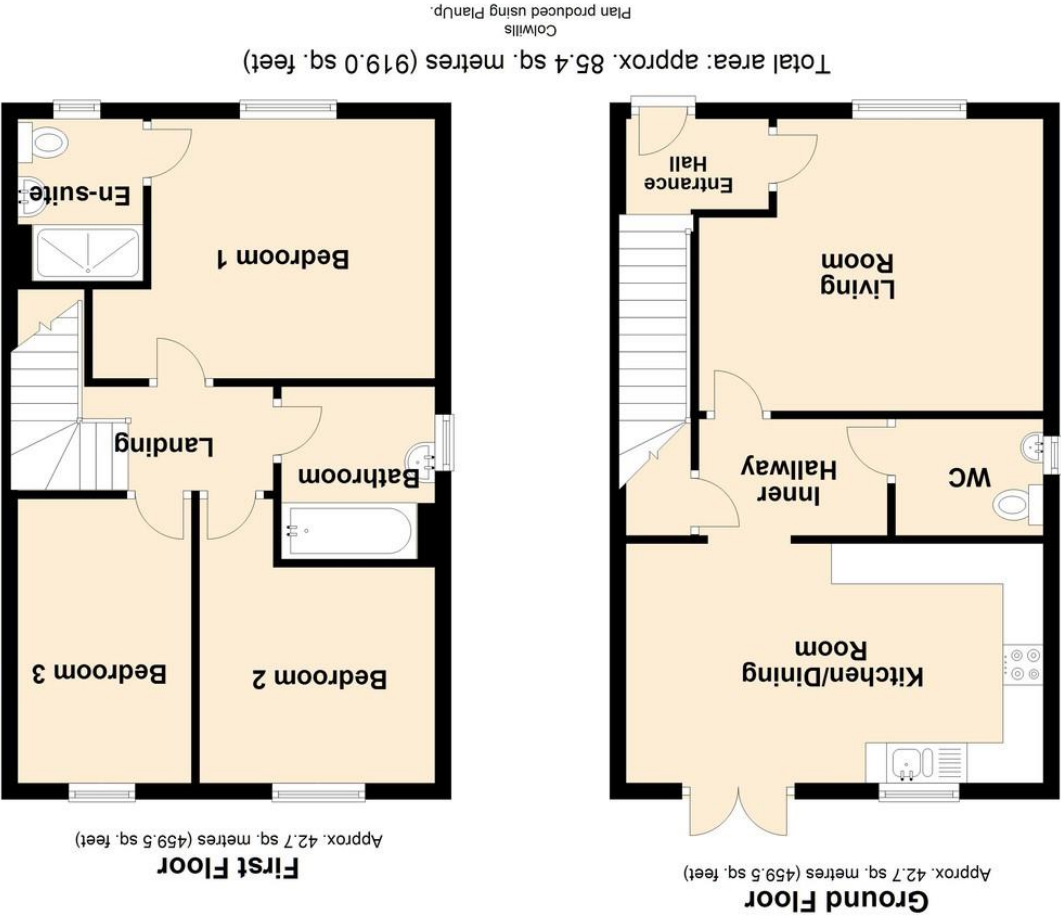 Ground Floor
Approx. 42.7 sq. metres (459.5 sq. feet)
Kitchen/Dining
Room
WC
Inner
Hallway
Living
Room
Entrance
Hall
First Floor
Approx. 42.7 sq. metres (459.5 sq. feet)
Bedroom 2
Bedroom 3
Bathroom
Landing
Bedroom 1
En-suite
Total area: approx. 85.4 sq. metres (919.0 sq. feet)
Colwills
Plan produced using PlanUp.